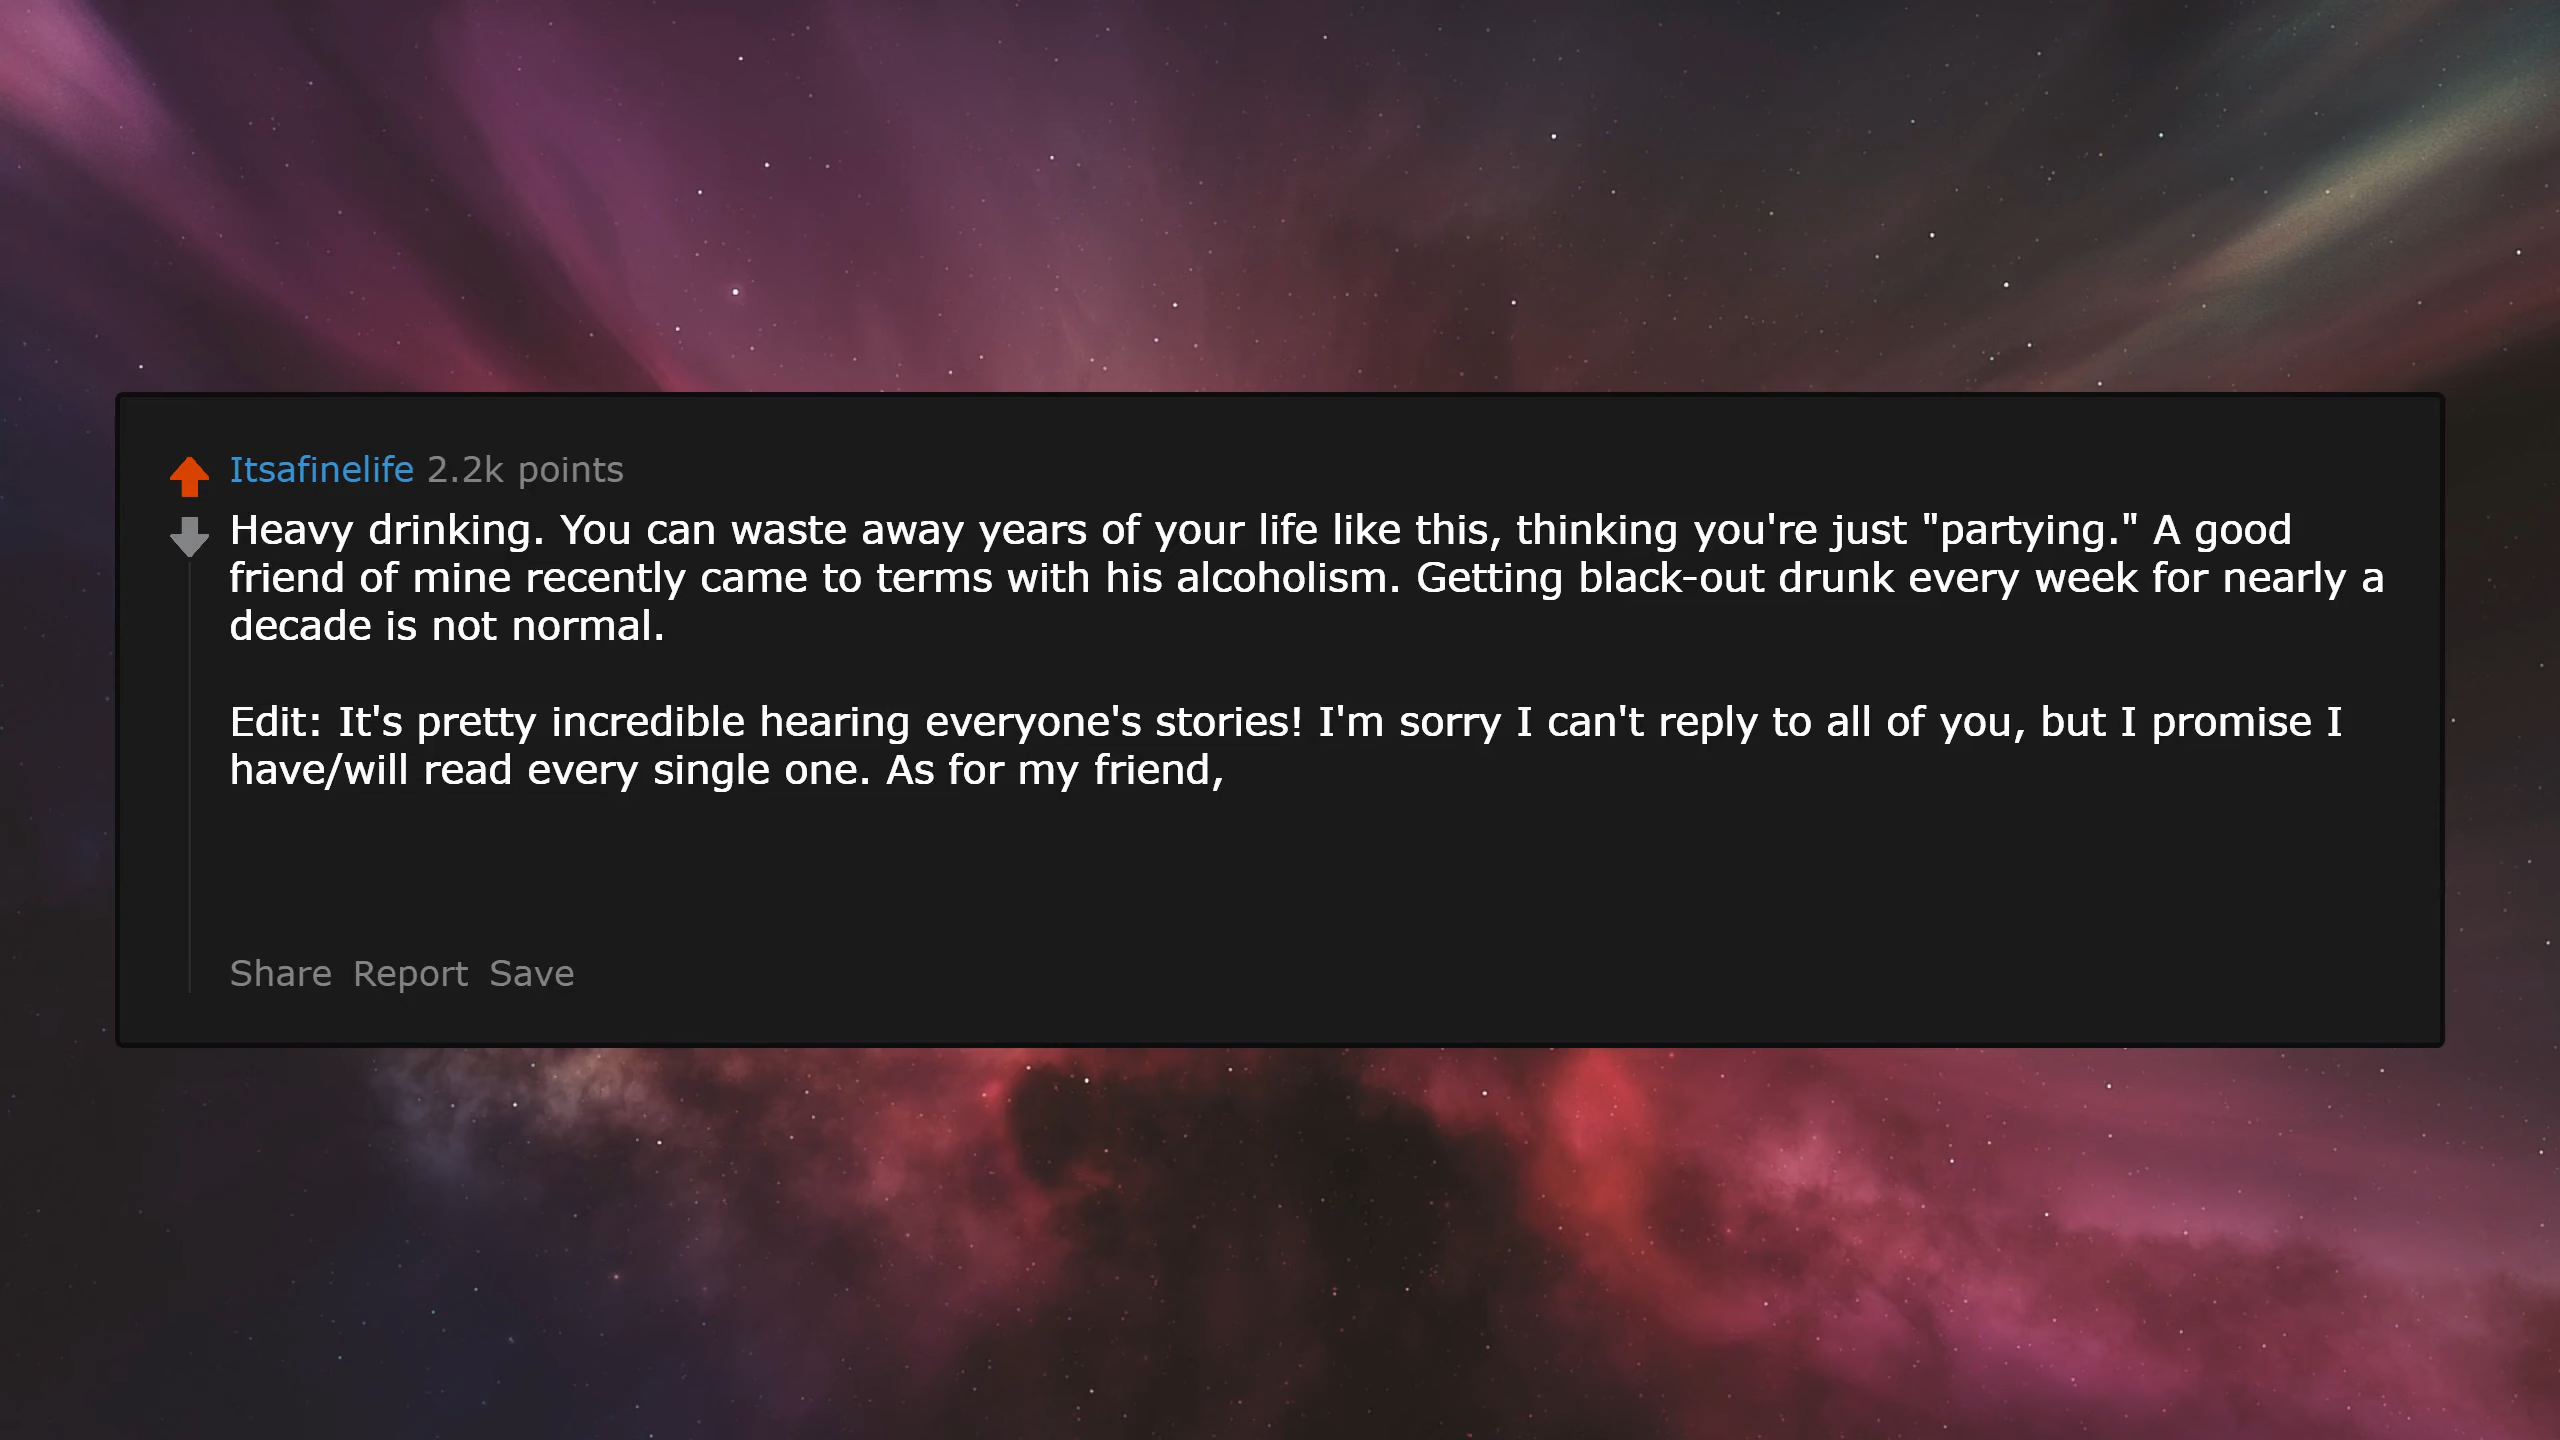 Itsafinelife 2.2k points
Heavy drinking. You can waste away years of your life like this, thinking you're just "partying." A good
friend of mine recently came to terms with his alcoholism. Getting black-out drunk every week for nearly a
decade is not normal.
Edit: It's pretty incredible hearing everyone's stories! I'm sorry I can't reply to all of you, but I promise I
have/will read every single one. As for my friend,
Share Report Save